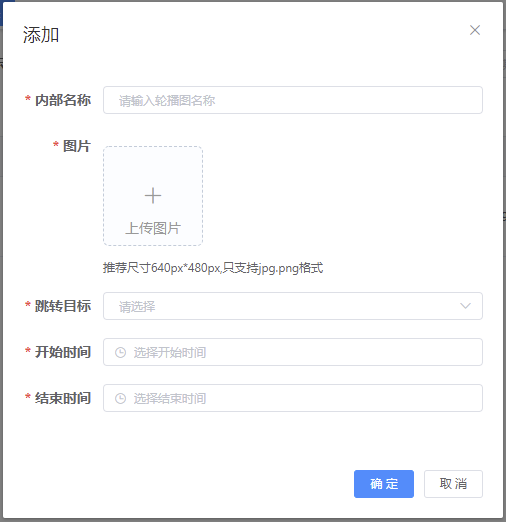 添加
* 内部名称 请输入轮播图名称
* 图片
上传图片
推荐尺寸640px*480px,只支持jpg.png格式
* 跳转目标 请选择
* 开始时间 选择开始时间
* 结束时间 选择结束时间
确 定 取 消